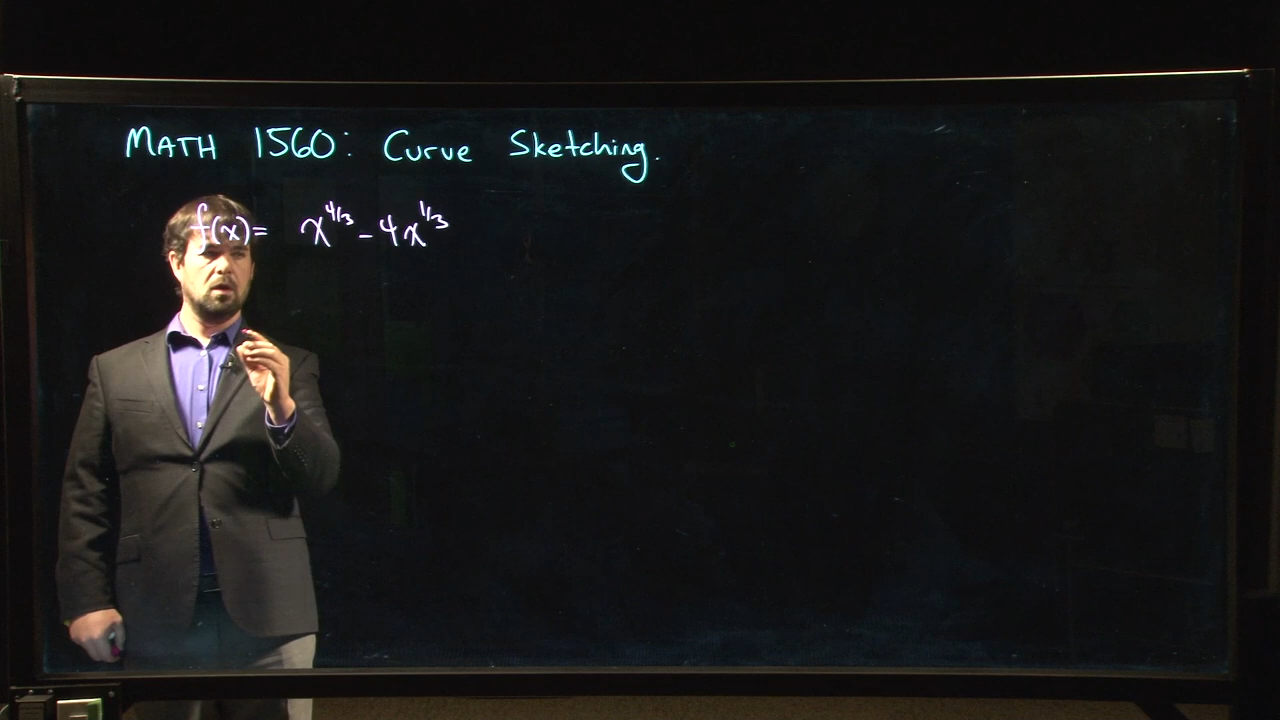 MATH 1560: Curve Sketching.
f(x) = x^{4/3} - 4x^{1/3}